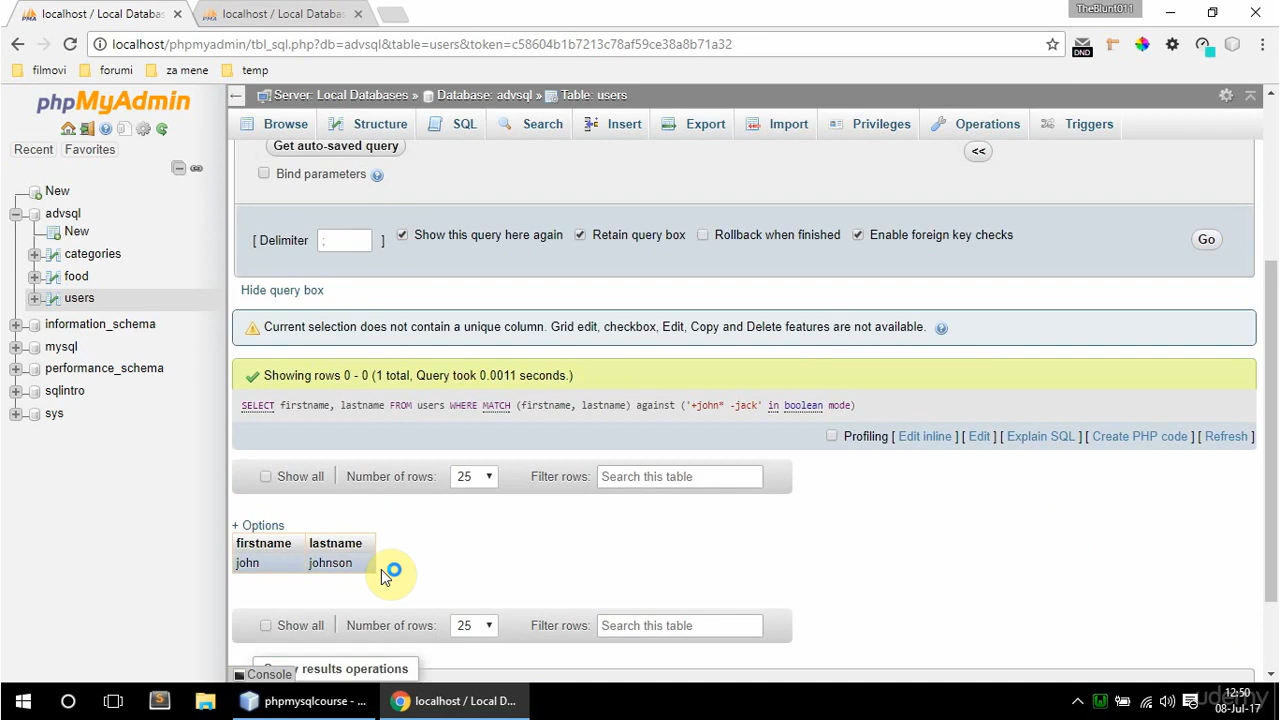 localhost / Local Databas
localhost / Local Databas
TheBlunt011
localhost/phpmyadmin/tbl_sql.php?db=advsql&table=users&token=c58604b1b7213c78af59ce38e8b71a32
DND
filmovi
forumi
za mene
temp
phpMyAdmin
Recent
Favorites
New
advsql
New
categories
food
users
information_schema
mysql
performance_schema
sqlintro
sys
Server: Local Databases » Database: advsql » Table: users
Browse
Structure
SQL
Search
Insert
Export
Import
Privileges
Operations
Triggers
Get auto-saved query
<<
Bind parameters
[ Delimiter ; ]
Show this query here again
Retain query box
Rollback when finished
Enable foreign key checks
Go
Hide query box
Current selection does not contain a unique column. Grid edit, checkbox, Edit, Copy and Delete features are not available.
Showing rows 0 - 0 (1 total, Query took 0.0011 seconds.)
SELECT firstname, lastname FROM users WHERE MATCH (firstname, lastname) against ('+john* -jack' in boolean mode)
Profiling [ Edit inline ] [ Edit ] [ Explain SQL ] [ Create PHP code ] [ Refresh ]
Show all
Number of rows: 25
Filter rows: Search this table
+ Options
firstname lastname
john johnson
Show all
Number of rows: 25
Filter rows: Search this table
results operations
Console
phpmysqlcourse - ...
localhost / Local D...
12:50
08-Jul-17
udemy